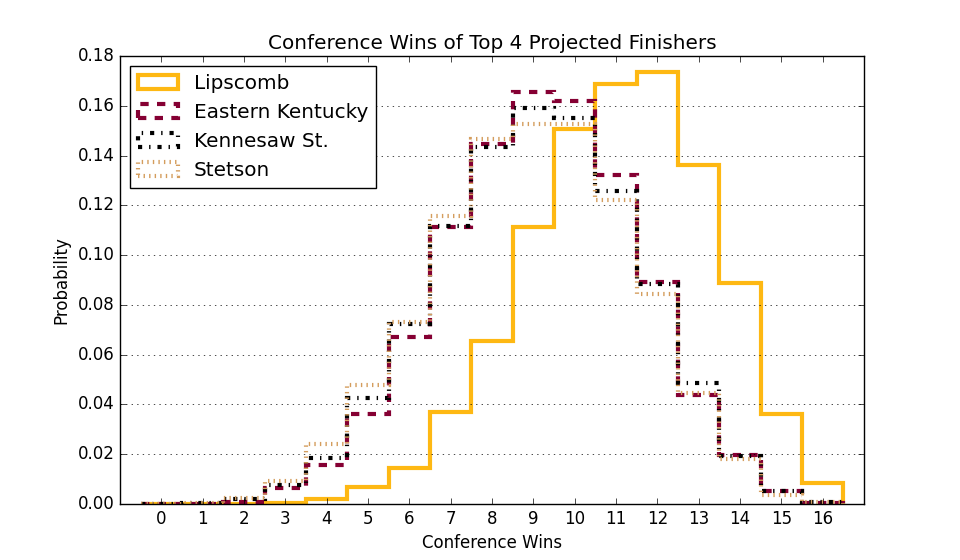 Conference Wins of Top 4 Projected Finishers
0.18
0.16
0.14
0.12
0.10
0.08
0.06
0.04
0.02
0.00
Probability
Lipscomb
Eastern Kentucky
Kennesaw St.
Stetson
0 1 2 3 4 5 6 7 8 9 10 11 12 13 14 15 16
Conference Wins